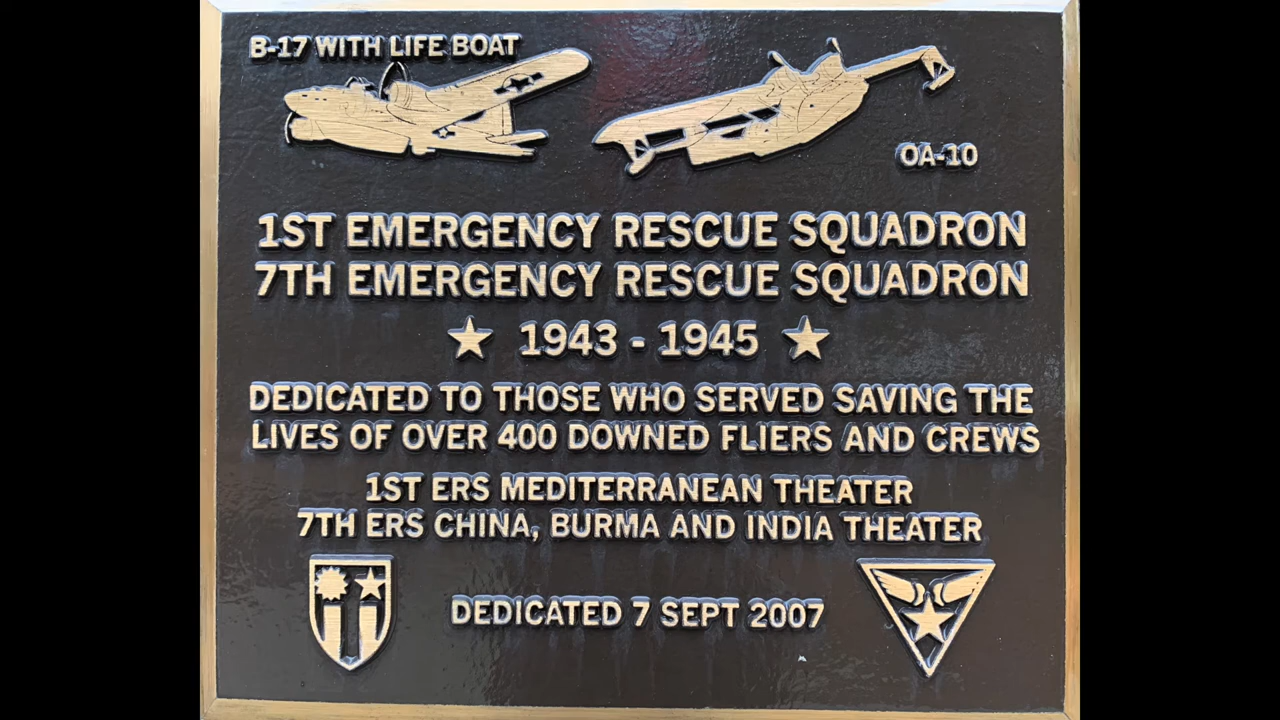 B-17 WITH LIFE BOAT
OA-10
1ST EMERGENCY RESCUE SQUADRON
7TH EMERGENCY RESCUE SQUADRON
1943 - 1945
DEDICATED TO THOSE WHO SERVED SAVING THE
LIVES OF OVER 400 DOWNED FLIERS AND CREWS
1ST ERS MEDITERRANEAN THEATER
7TH ERS CHINA, BURMA AND INDIA THEATER
DEDICATED 7 SEPT 2007